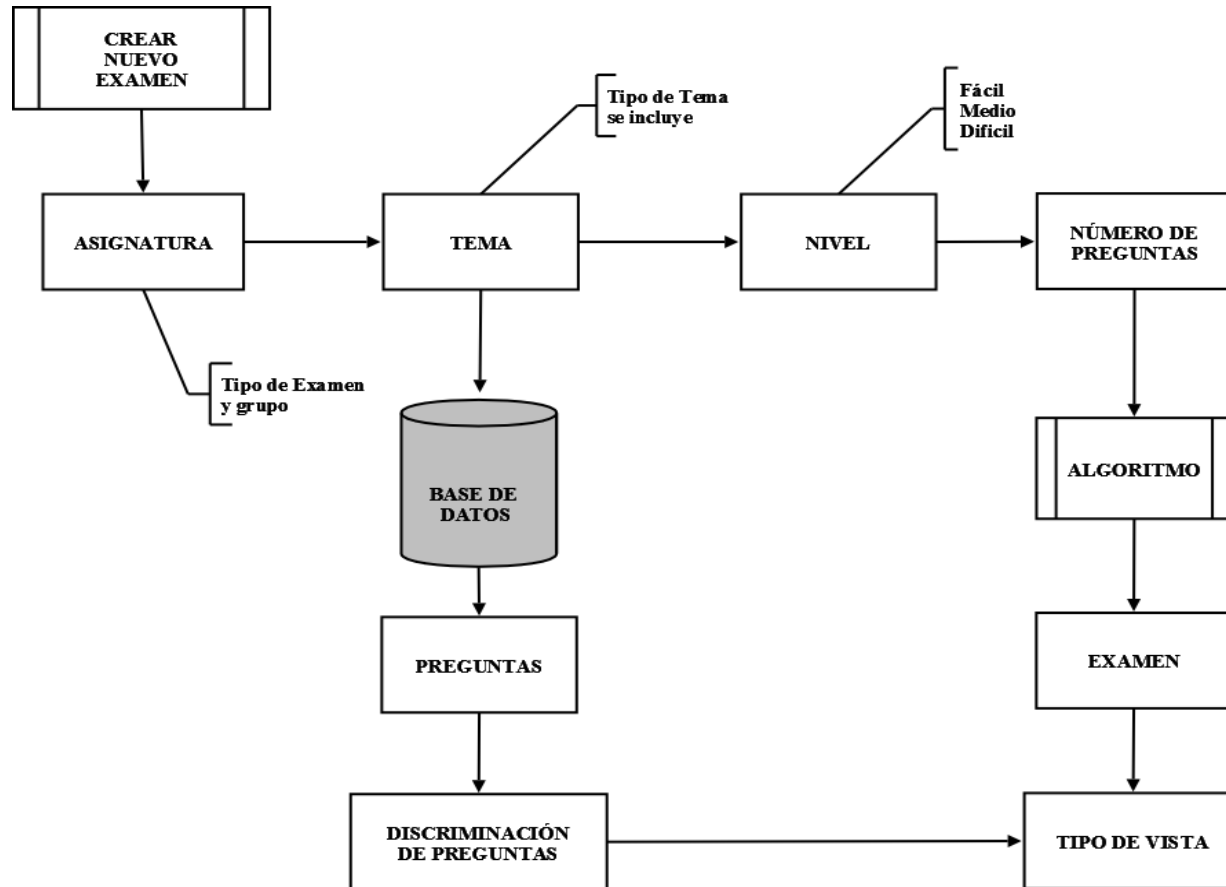 CREAR
NUEVO
EXAMEN
Tipo de Tema
se incluye
Fácil
Medio
Dificil
ASIGNATURA
TEMA
NIVEL
NÚMERO DE
PREGUNTAS
Tipo de Examen
y grupo
BASE DE
DATOS
ALGORITMO
PREGUNTAS
EXAMEN
DISCRIMINACIÓN
DE PREGUNTAS
TIPO DE VISTA